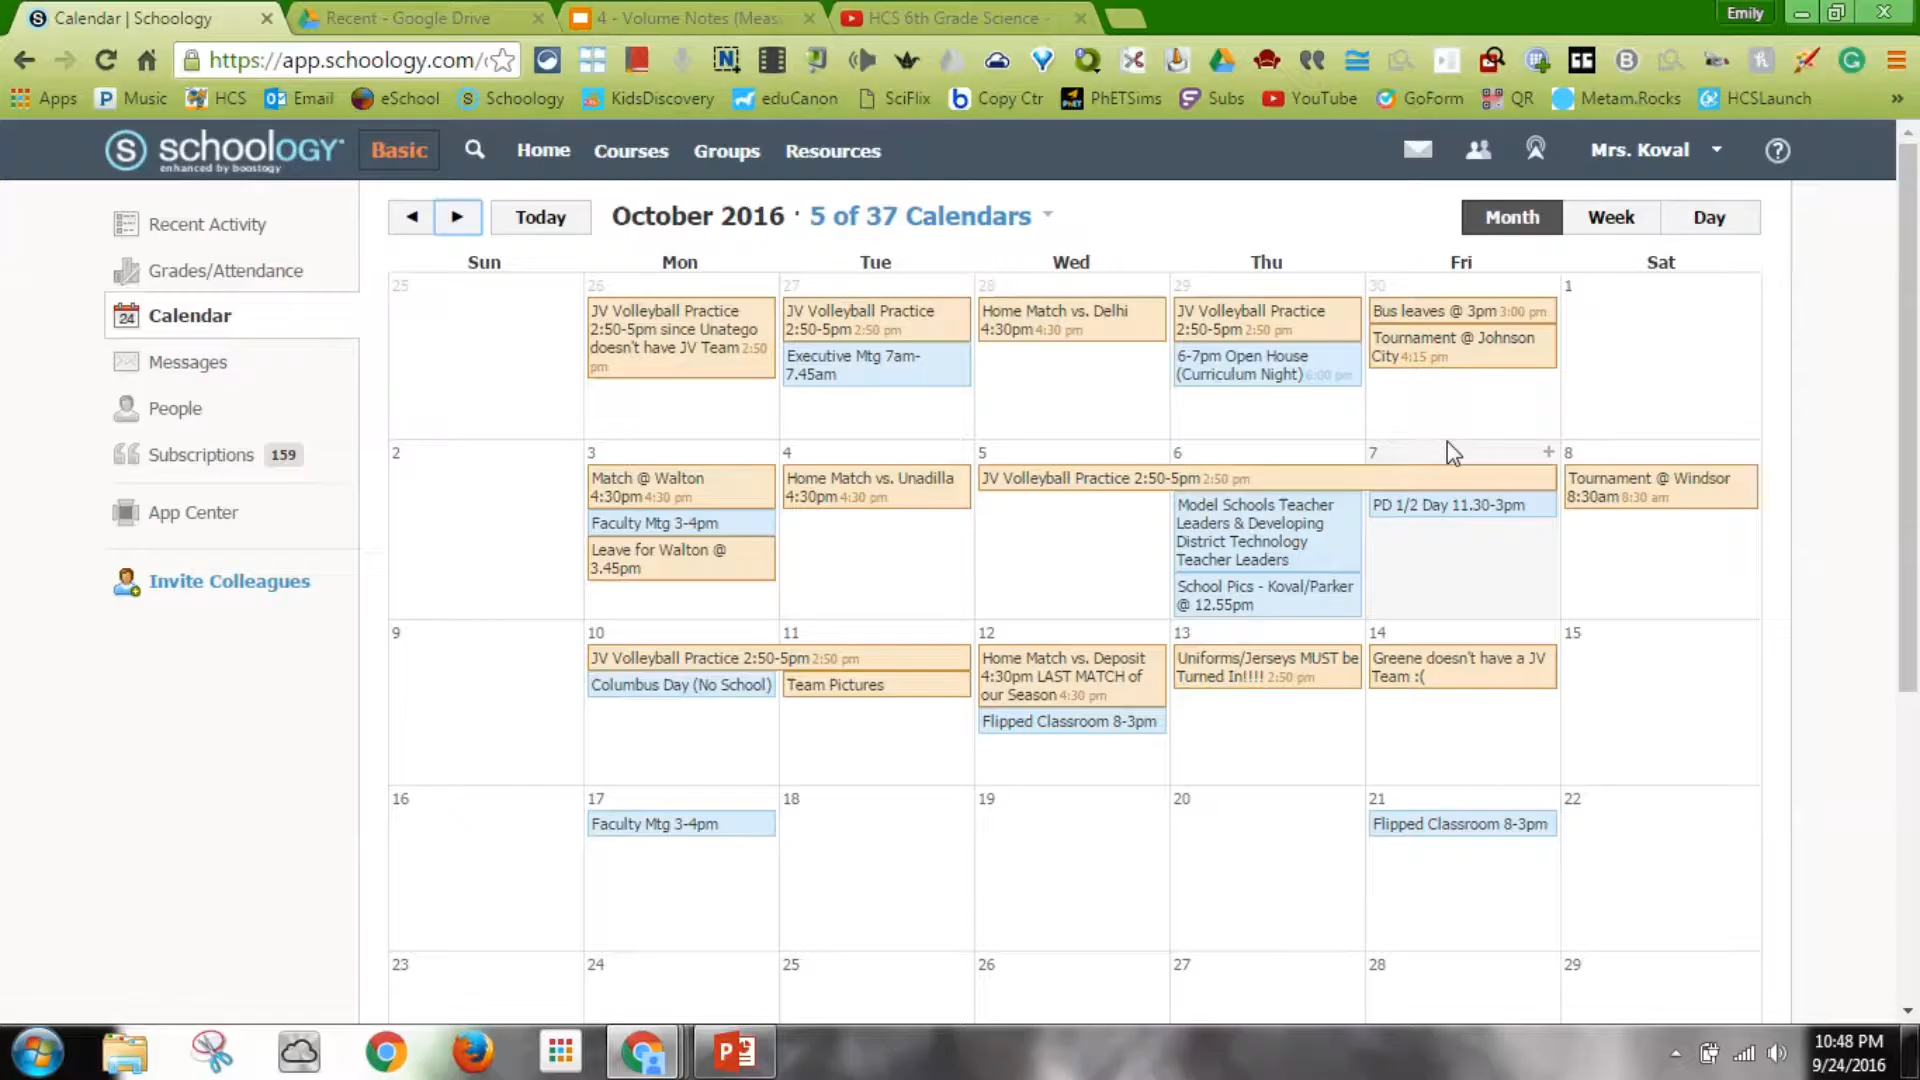 Calendar | Schoology
Recent - Google Drive
4 - Volume Notes (Meas
HCS 6th Grade Science -
Emily
https://app.schoology.com/
Apps
Music
HCS
Email
eSchool
Schoology
KidsDiscovery
eduCanon
SciFlix
Copy Ctr
PhETSims
Subs
YouTube
GoForm
QR
Metam.Rocks
HCSLaunch
»
S schoology
enhanced by boostogy
Basic
Home
Courses
Groups
Resources
Mrs. Koval
Recent Activity
Grades/Attendance
24 Calendar
Messages
People
Subscriptions 159
App Center
Invite Colleagues
Today
October 2016 · 5 of 37 Calendars
Month
Week
Day
Sun Mon Tue Wed Thu Fri Sat
25
26
JV Volleyball Practice
2:50-5pm since Unatego
doesn't have JV Team 2:50
pm
27
JV Volleyball Practice
2:50-5pm 2:50 pm
Executive Mtg 7am-
7.45am
28
Home Match vs. Delhi
4:30pm 4:30 pm
29
JV Volleyball Practice
2:50-5pm 2:50 pm
6-7pm Open House
(Curriculum Night) 6:00 pm
30
Bus leaves @ 3pm 3:00 pm
Tournament @ Johnson
City 4:15 pm
1
2
3
Match @ Walton
4:30pm 4:30 pm
Faculty Mtg 3-4pm
Leave for Walton @
3.45pm
4
Home Match vs. Unadilla
4:30pm 4:30 pm
5
JV Volleyball Practice 2:50-5pm 2:50 pm
6
Model Schools Teacher
Leaders & Developing
District Technology
Teacher Leaders
School Pics - Koval/Parker
@ 12.55pm
7 +
PD 1/2 Day 11.30-3pm
8
Tournament @ Windsor
8:30am 8:30 am
9
10
JV Volleyball Practice 2:50-5pm 2:50 pm
Columbus Day (No School)
11
Team Pictures
12
Home Match vs. Deposit
4:30pm LAST MATCH of
our Season 4:30 pm
Flipped Classroom 8-3pm
13
Uniforms/Jerseys MUST be
Turned In!!!! 2:50 pm
14
Greene doesn't have a JV
Team :(
15
16
17
Faculty Mtg 3-4pm
18
19
20
21
Flipped Classroom 8-3pm
22
23
24
25
26
27
28
29
10:48 PM
9/24/2016